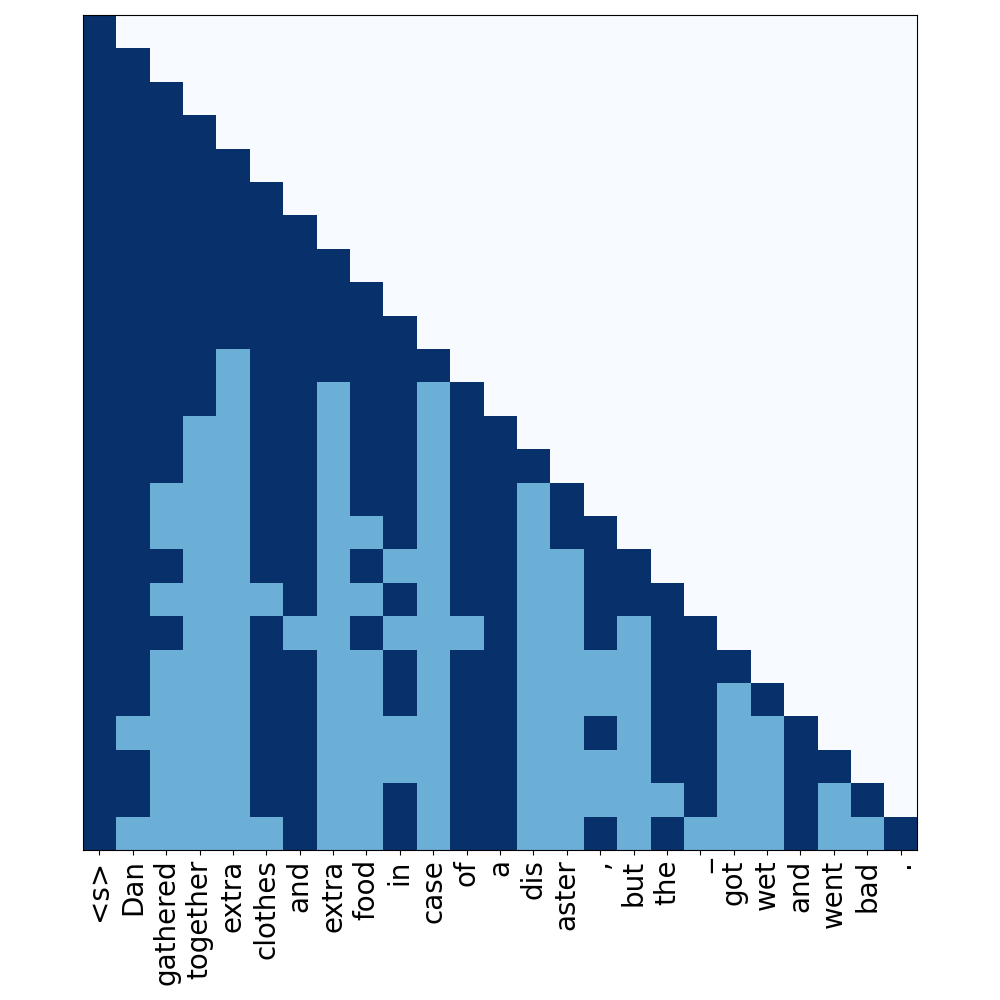 <s>
Dan
gathered
together
extra
clothes
and
extra
food
in
case
of
a
dis
aster
,
but
the
_
got
wet
and
went
bad
.